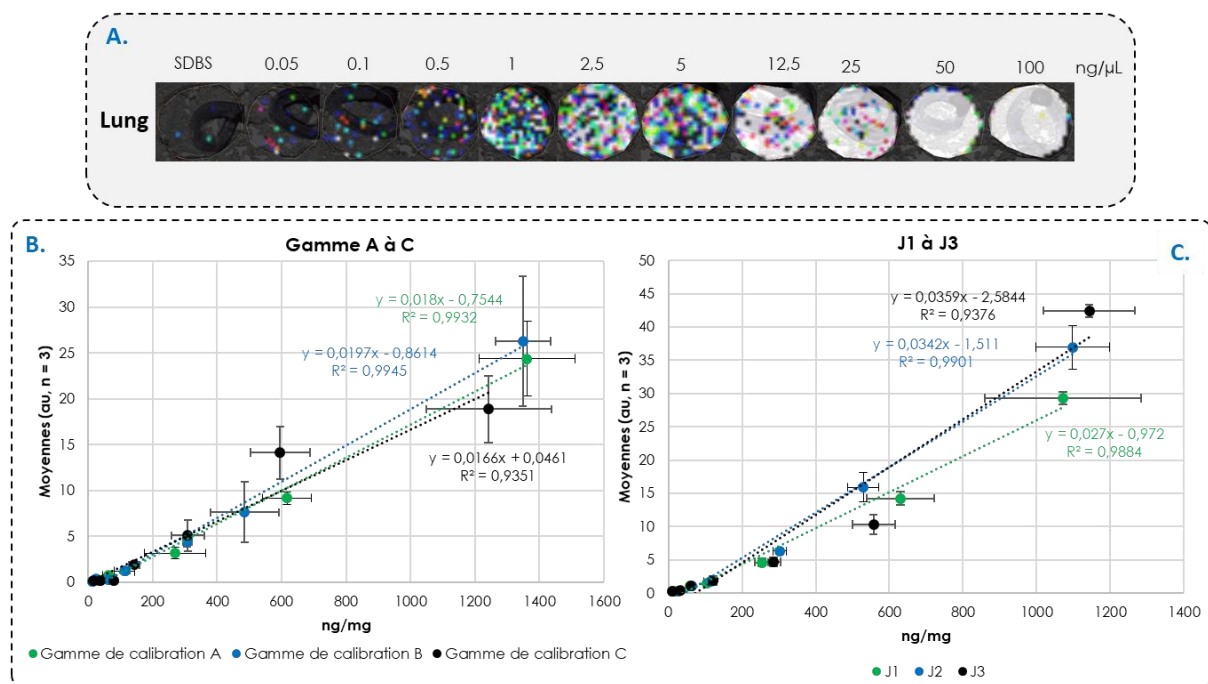 A.
SDBS 0.05 0.1 0.5 1 2,5 5 12,5 25 50 100 ng/µL
Lung
B.
Gamme A à C
35
30
25
20
15
10
5
0
Moyennes (au, n = 3)
y = 0,018x - 0,7544
R² = 0,9932
y = 0,0197x - 0,8614
R² = 0,9945
y = 0,0166x + 0,0461
R² = 0,9351
0 200 400 600 800 1000 1200 1400 1600
ng/mg
Gamme de calibration A Gamme de calibration B Gamme de calibration C
J1 à J3
C.
50
45
40
35
30
25
20
15
10
5
0
Moyennes (au, n = 3)
y = 0,0359x - 2,5844
R² = 0,9376
y = 0,0342x - 1,511
R² = 0,9901
y = 0,027x - 0,972
R² = 0,9884
0 200 400 600 800 1000 1200 1400
ng/mg
J1 J2 J3